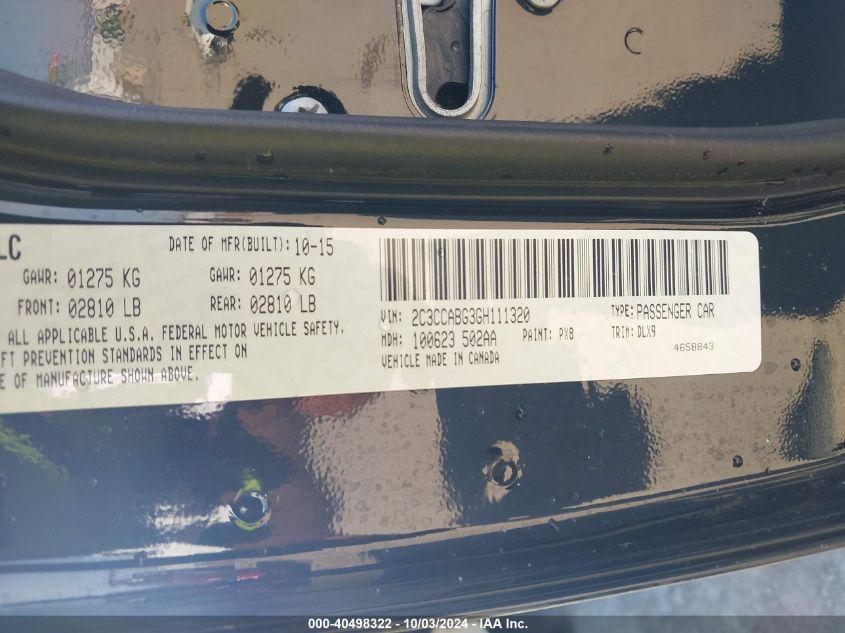 LC
DATE OF MFR(BUILT): 10-15
GAWR: 01275 KG
GAWR: 01275 KG
FRONT: 02810 LB
REAR: 02810 LB
ALL APPLICABLE U.S.A. FEDERAL MOTOR VEHICLE SAFETY.
FT PREVENTION STANDARDS IN EFFECT ON
E OF MANUFACTURE SHOWN ABOVE.
VIN: 2C3CCABG3GH111320
TYPE: PASSENGER CAR
MDH: 100623 502AA
PAINT: PX8
TRIM: DLX9
VEHICLE MADE IN CANADA
4658843
000-40498322 - 10/03/2024 - IAA Inc.